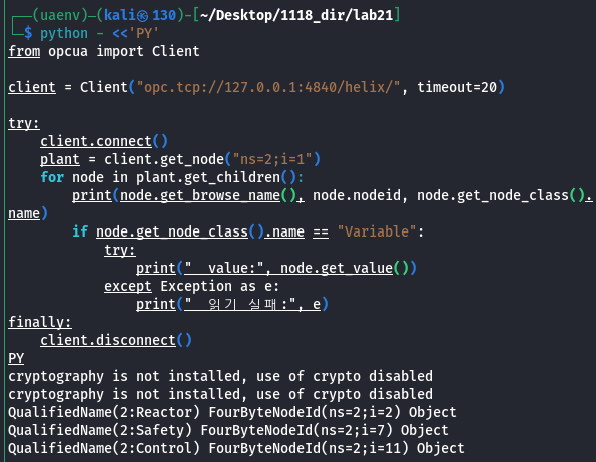 ┌──(uaenv)─(kali㉿130)-[~/Desktop/1118_dir/lab21]
└─$ python - <<'PY'
from opcua import Client
client = Client("opc.tcp://127.0.0.1:4840/helix/", timeout=20)
try:
    client.connect()
    plant = client.get_node("ns=2;i=1")
    for node in plant.get_children():
        print(node.get_browse_name(), node.nodeid, node.get_node_class().
name)
        if node.get_node_class().name == "Variable":
            try:
                print("  value:", node.get_value())
            except Exception as e:
                print("  읽기 실패:", e)
finally:
    client.disconnect()
PY
cryptography is not installed, use of crypto disabled
cryptography is not installed, use of crypto disabled
QualifiedName(2:Reactor) FourByteNodeId(ns=2;i=2) Object
QualifiedName(2:Safety) FourByteNodeId(ns=2;i=7) Object
QualifiedName(2:Control) FourByteNodeId(ns=2;i=11) Object